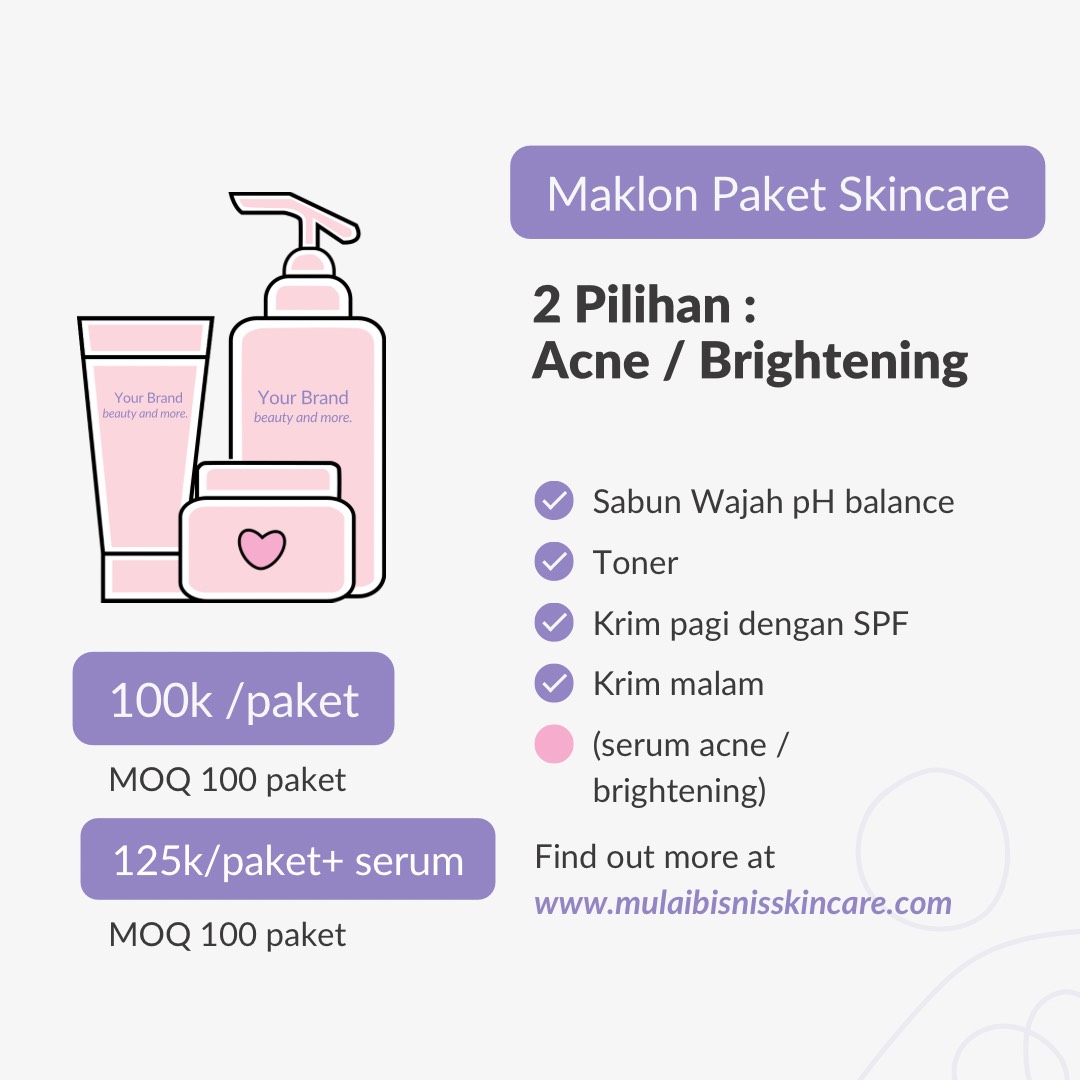 Maklon Paket Skincare
2 Pilihan :
Acne / Brightening
Your Brand
beauty and more.
Your Brand
beauty and more.
Sabun Wajah pH balance
Toner
Krim pagi dengan SPF
Krim malam
(serum acne /
brightening)
100k /paket
MOQ 100 paket
125k/paket+ serum
MOQ 100 paket
Find out more at
www.mulaibisnisskincare.com